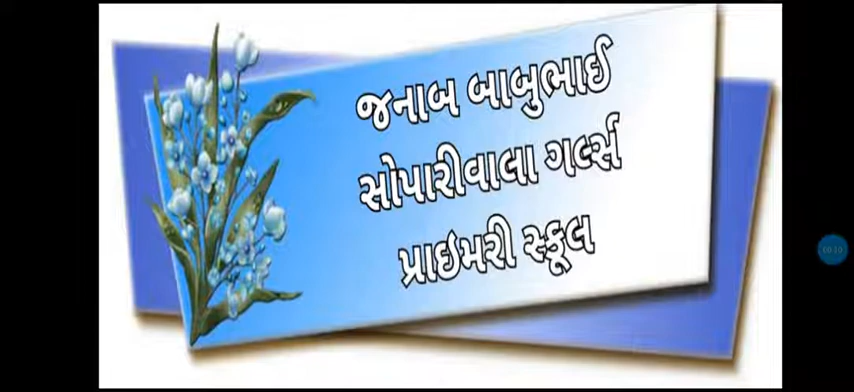 જનાબ બાબુભાઈ
સોપારીવાલા ગર્લ્સ
પ્રાઇમરી સ્કૂલ